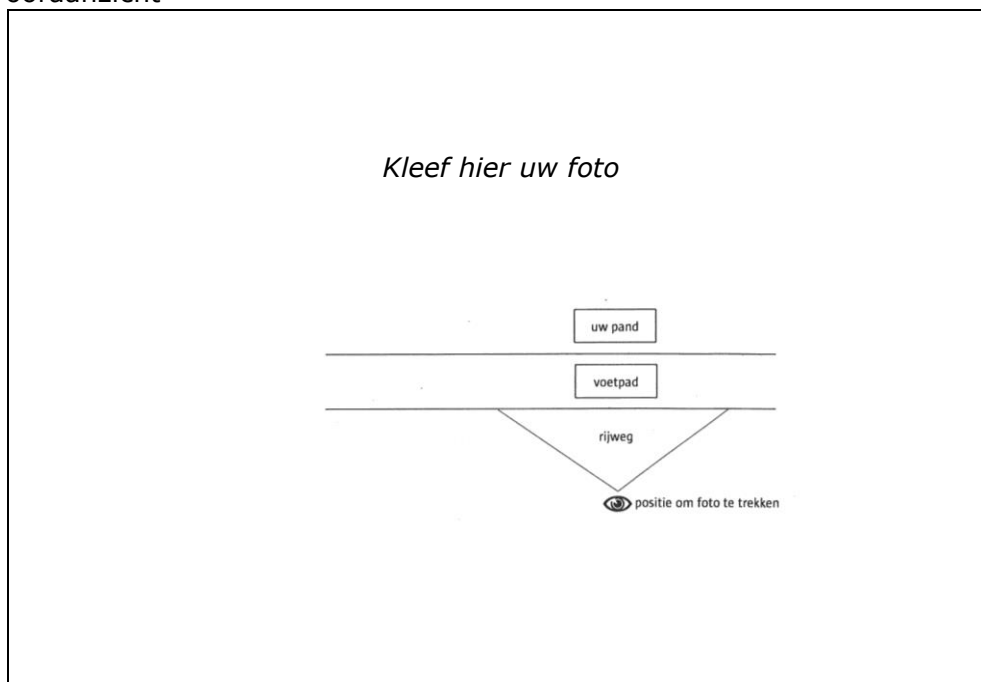 Kleef hier uw foto
uw pand
voetpad
rijweg
positie om foto te trekken